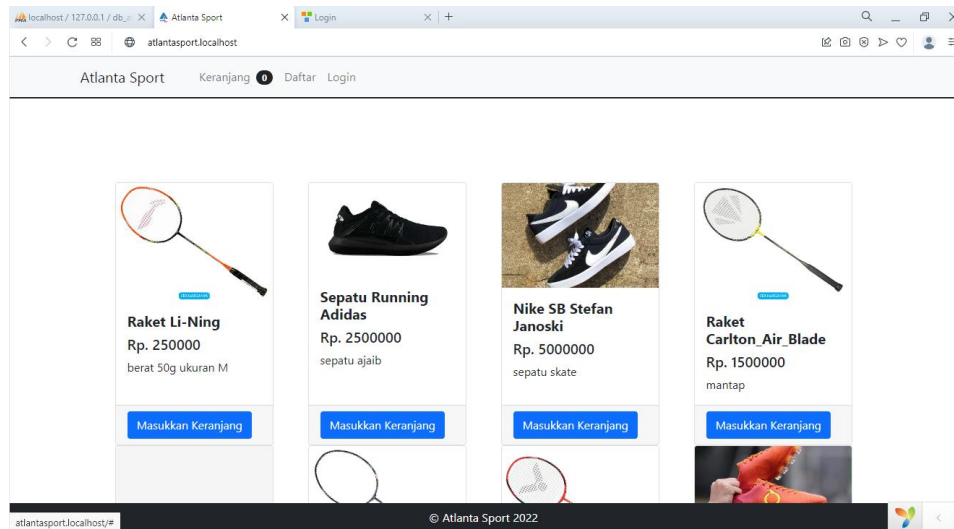 localhost / 127.0.0.1 / db_a
Atlanta Sport
Login
atlantasport.localhost
Atlanta Sport
Keranjang 0 Daftar Login
Raket Li-Ning
Rp. 250000
berat 50g ukuran M
Masukkan Keranjang
Sepatu Running
Adidas
Rp. 2500000
sepatu ajaib
Masukkan Keranjang
Nike SB Stefan
Janoski
Rp. 5000000
sepatu skate
Masukkan Keranjang
Raket
Carlton_Air_Blade
Rp. 1500000
mantap
Masukkan Keranjang
© Atlanta Sport 2022
atlantasport.localhost/#